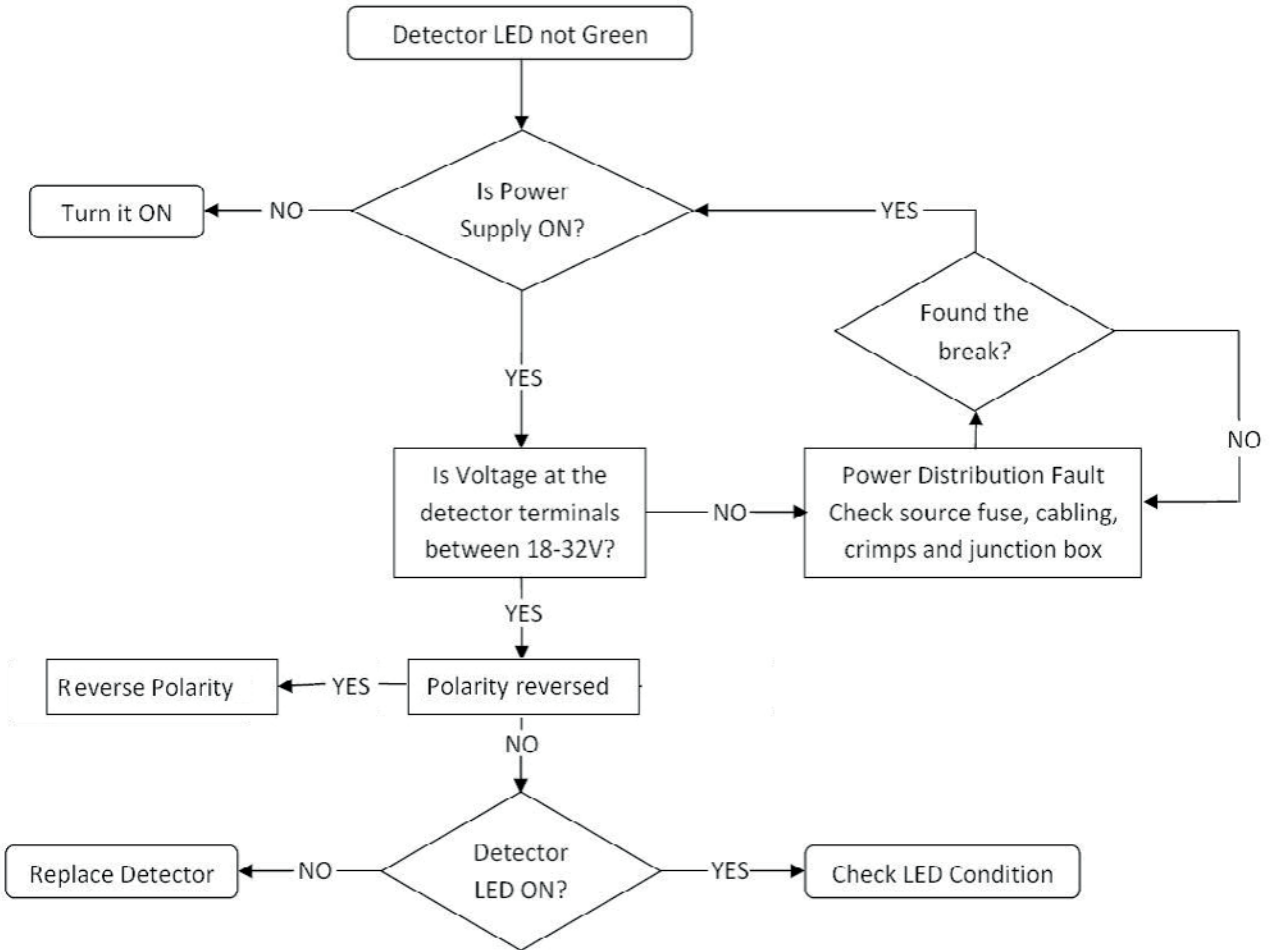 Detector LED not Green
Is Power
Supply ON?
NO
Turn it ON
YES
Found the
break?
NO
YES
Is Voltage at the
detector terminals
between 18-32V?
NO
Power Distribution Fault
Check source fuse, cabling,
crimps and junction box
YES
Polarity reversed
YES
Reverse Polarity
NO
Detector
LED ON?
NO
Replace Detector
YES
Check LED Condition